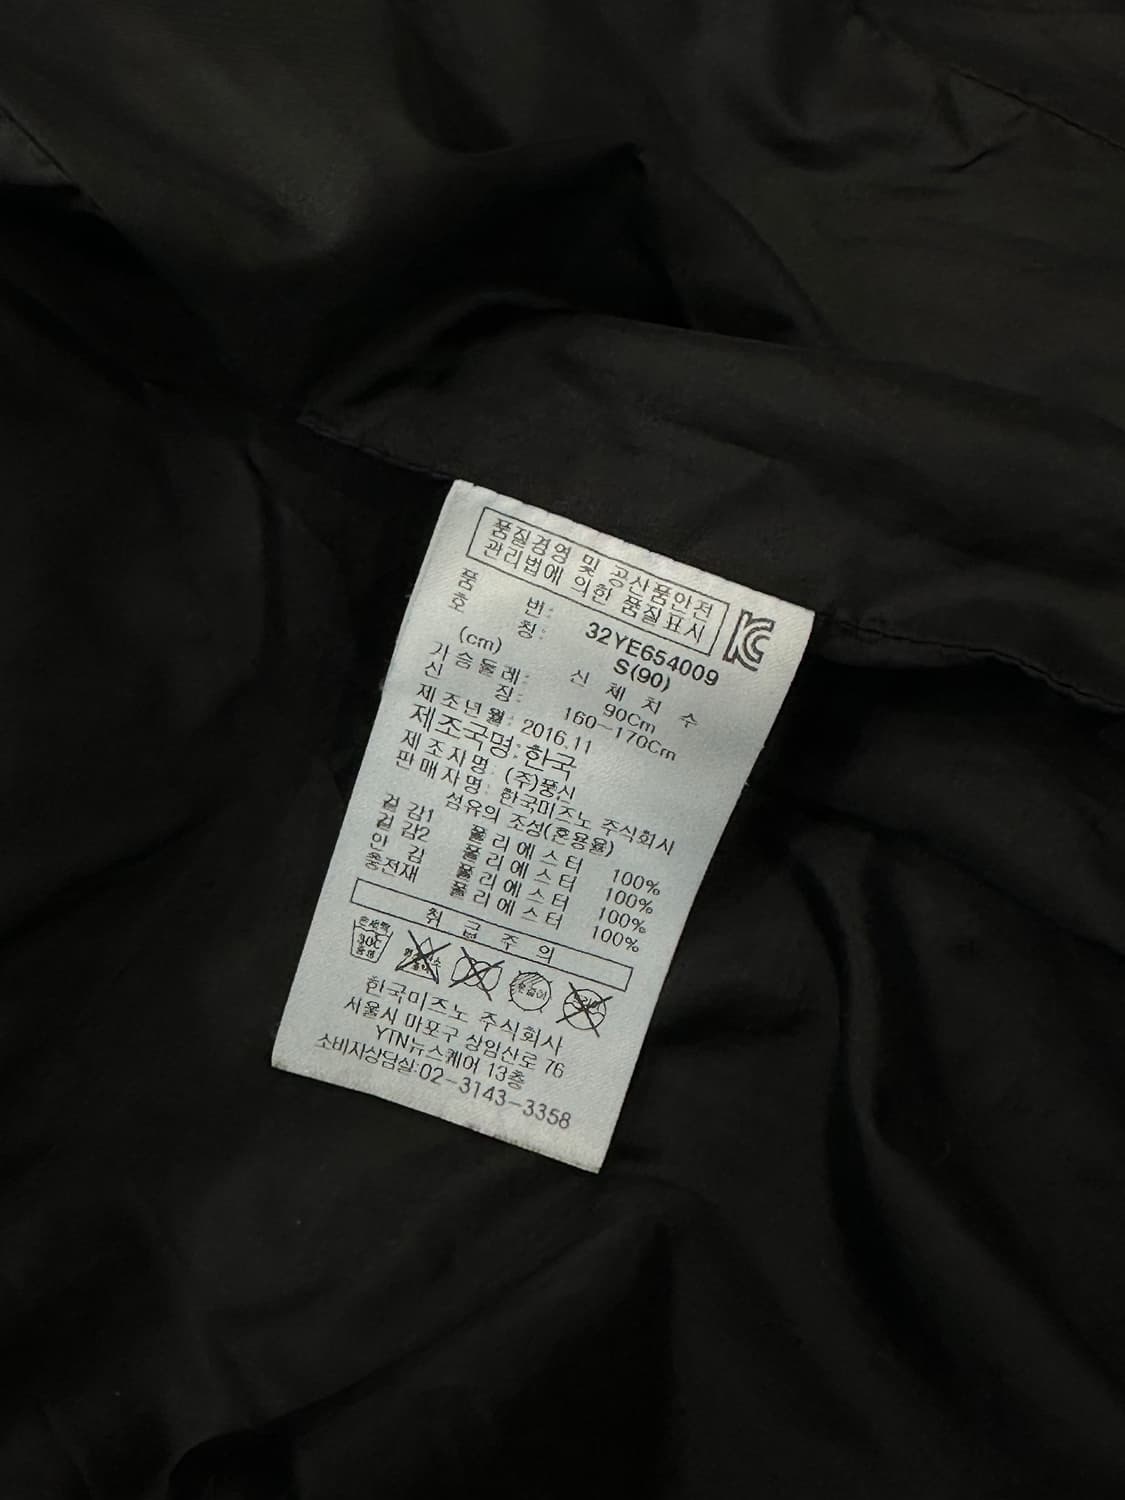 품질경영 및 공산품안전
관리법에 의한 품질표시
품 번: 32YE654009
호 칭: S(90)
(cm) 신 체 치 수
가슴둘레: 90Cm
신 장: 160~170Cm
제조년월: 2016.11
제조국명: 한국
제조자명: (주)풍시
판매자명: 한국미즈노 주식회사
섬유의 조성(혼용율)
겉 감1 폴리에스터 100%
겉 감2 폴리에스터 100%
안 감 폴리에스터 100%
충전재 폴리에스터 100%
취 급 주 의
손세탁
30℃
중성
한국미즈노 주식회사
서울시 마포구 상암산로 76
YTN뉴스퀘어 13층
소비자상담실:02-3143-3358